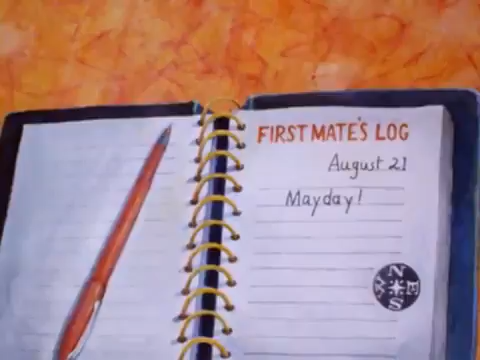 FIRST MATE'S LOG
August 21
Mayday!
N
W E
S